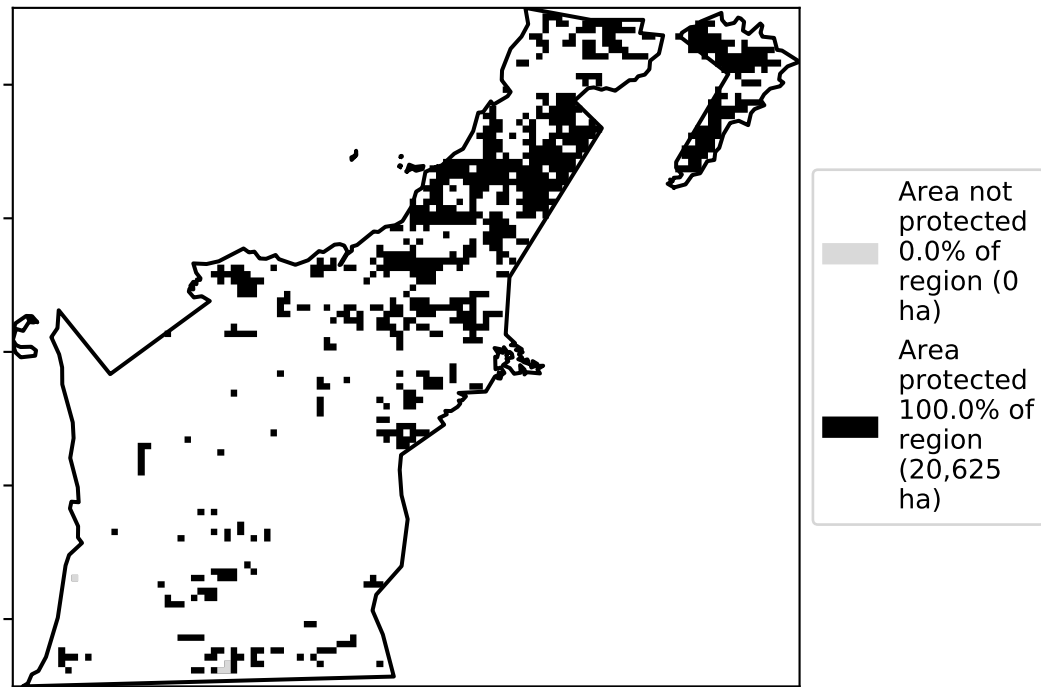 Area not
protected
0.0% of
region (0
ha)
Area
protected
100.0% of
region
(20,625
ha)